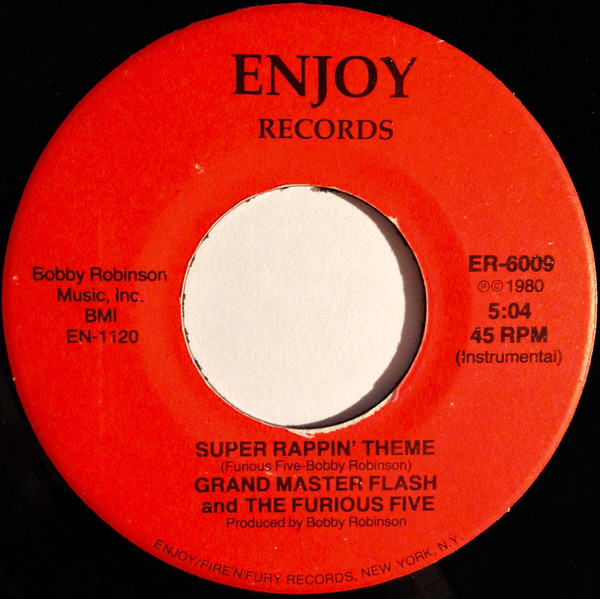 ENJOY
RECORDS
Bobby Robinson
Music, Inc.
BMI
EN-1120
ER-6009
℗© 1980
5:04
45 RPM
(Instrumental)
SUPER RAPPIN' THEME
(Furious Five-Bobby Robinson)
GRAND MASTER FLASH
and THE FURIOUS FIVE
Produced by Bobby Robinson
ENJOY/FIRE N'FURY RECORDS, NEW YORK, N.Y.